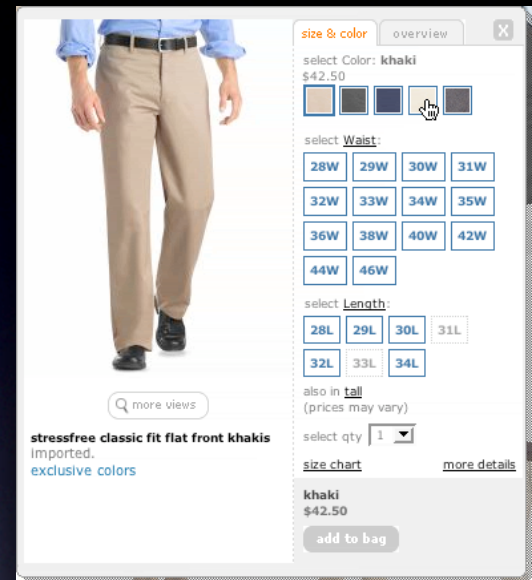 size & color
overview
X
select Color: khaki
$42.50
select Waist:
28W 29W 30W 31W
32W 33W 34W 35W
36W 38W 40W 42W
44W 46W
select Length:
28L 29L 30L 31L
32L 33L 34L
also in tall
(prices may vary)
select qty 1
size chart more details
khaki
$42.50
add to bag
more views
stressfree classic fit flat front khakis
imported.
exclusive colors